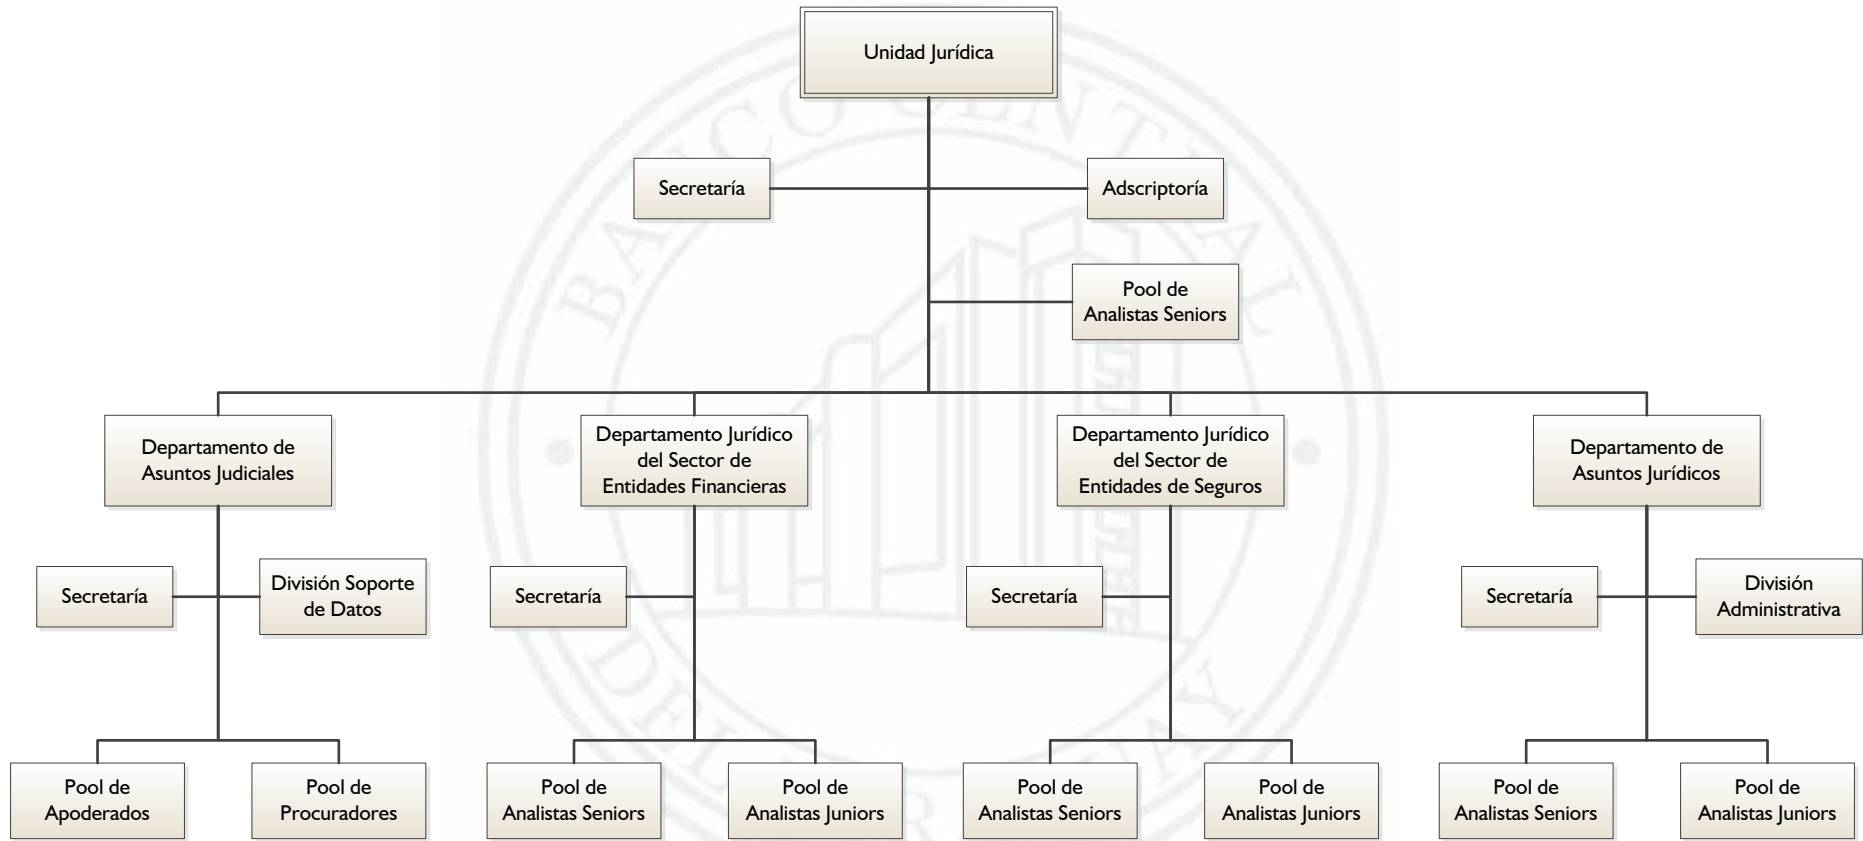 Unidad Jurídica
Secretaría
Adscriptoría
Pool de
Analistas Seniors
Departamento de
Asuntos Judiciales
Departamento Jurídico
del Sector de
Entidades Financieras
Departamento Jurídico
del Sector de
Entidades de Seguros
Departamento de
Asuntos Jurídicos
Secretaría
División Soporte
de Datos
Secretaría
Secretaría
Secretaría
División
Administrativa
Pool de
Apoderados
Pool de
Procuradores
Pool de
Analistas Seniors
Pool de
Analistas Juniors
Pool de
Analistas Seniors
Pool de
Analistas Juniors
Pool de
Analistas Seniors
Pool de
Analistas Juniors
BANCO CENTRAL